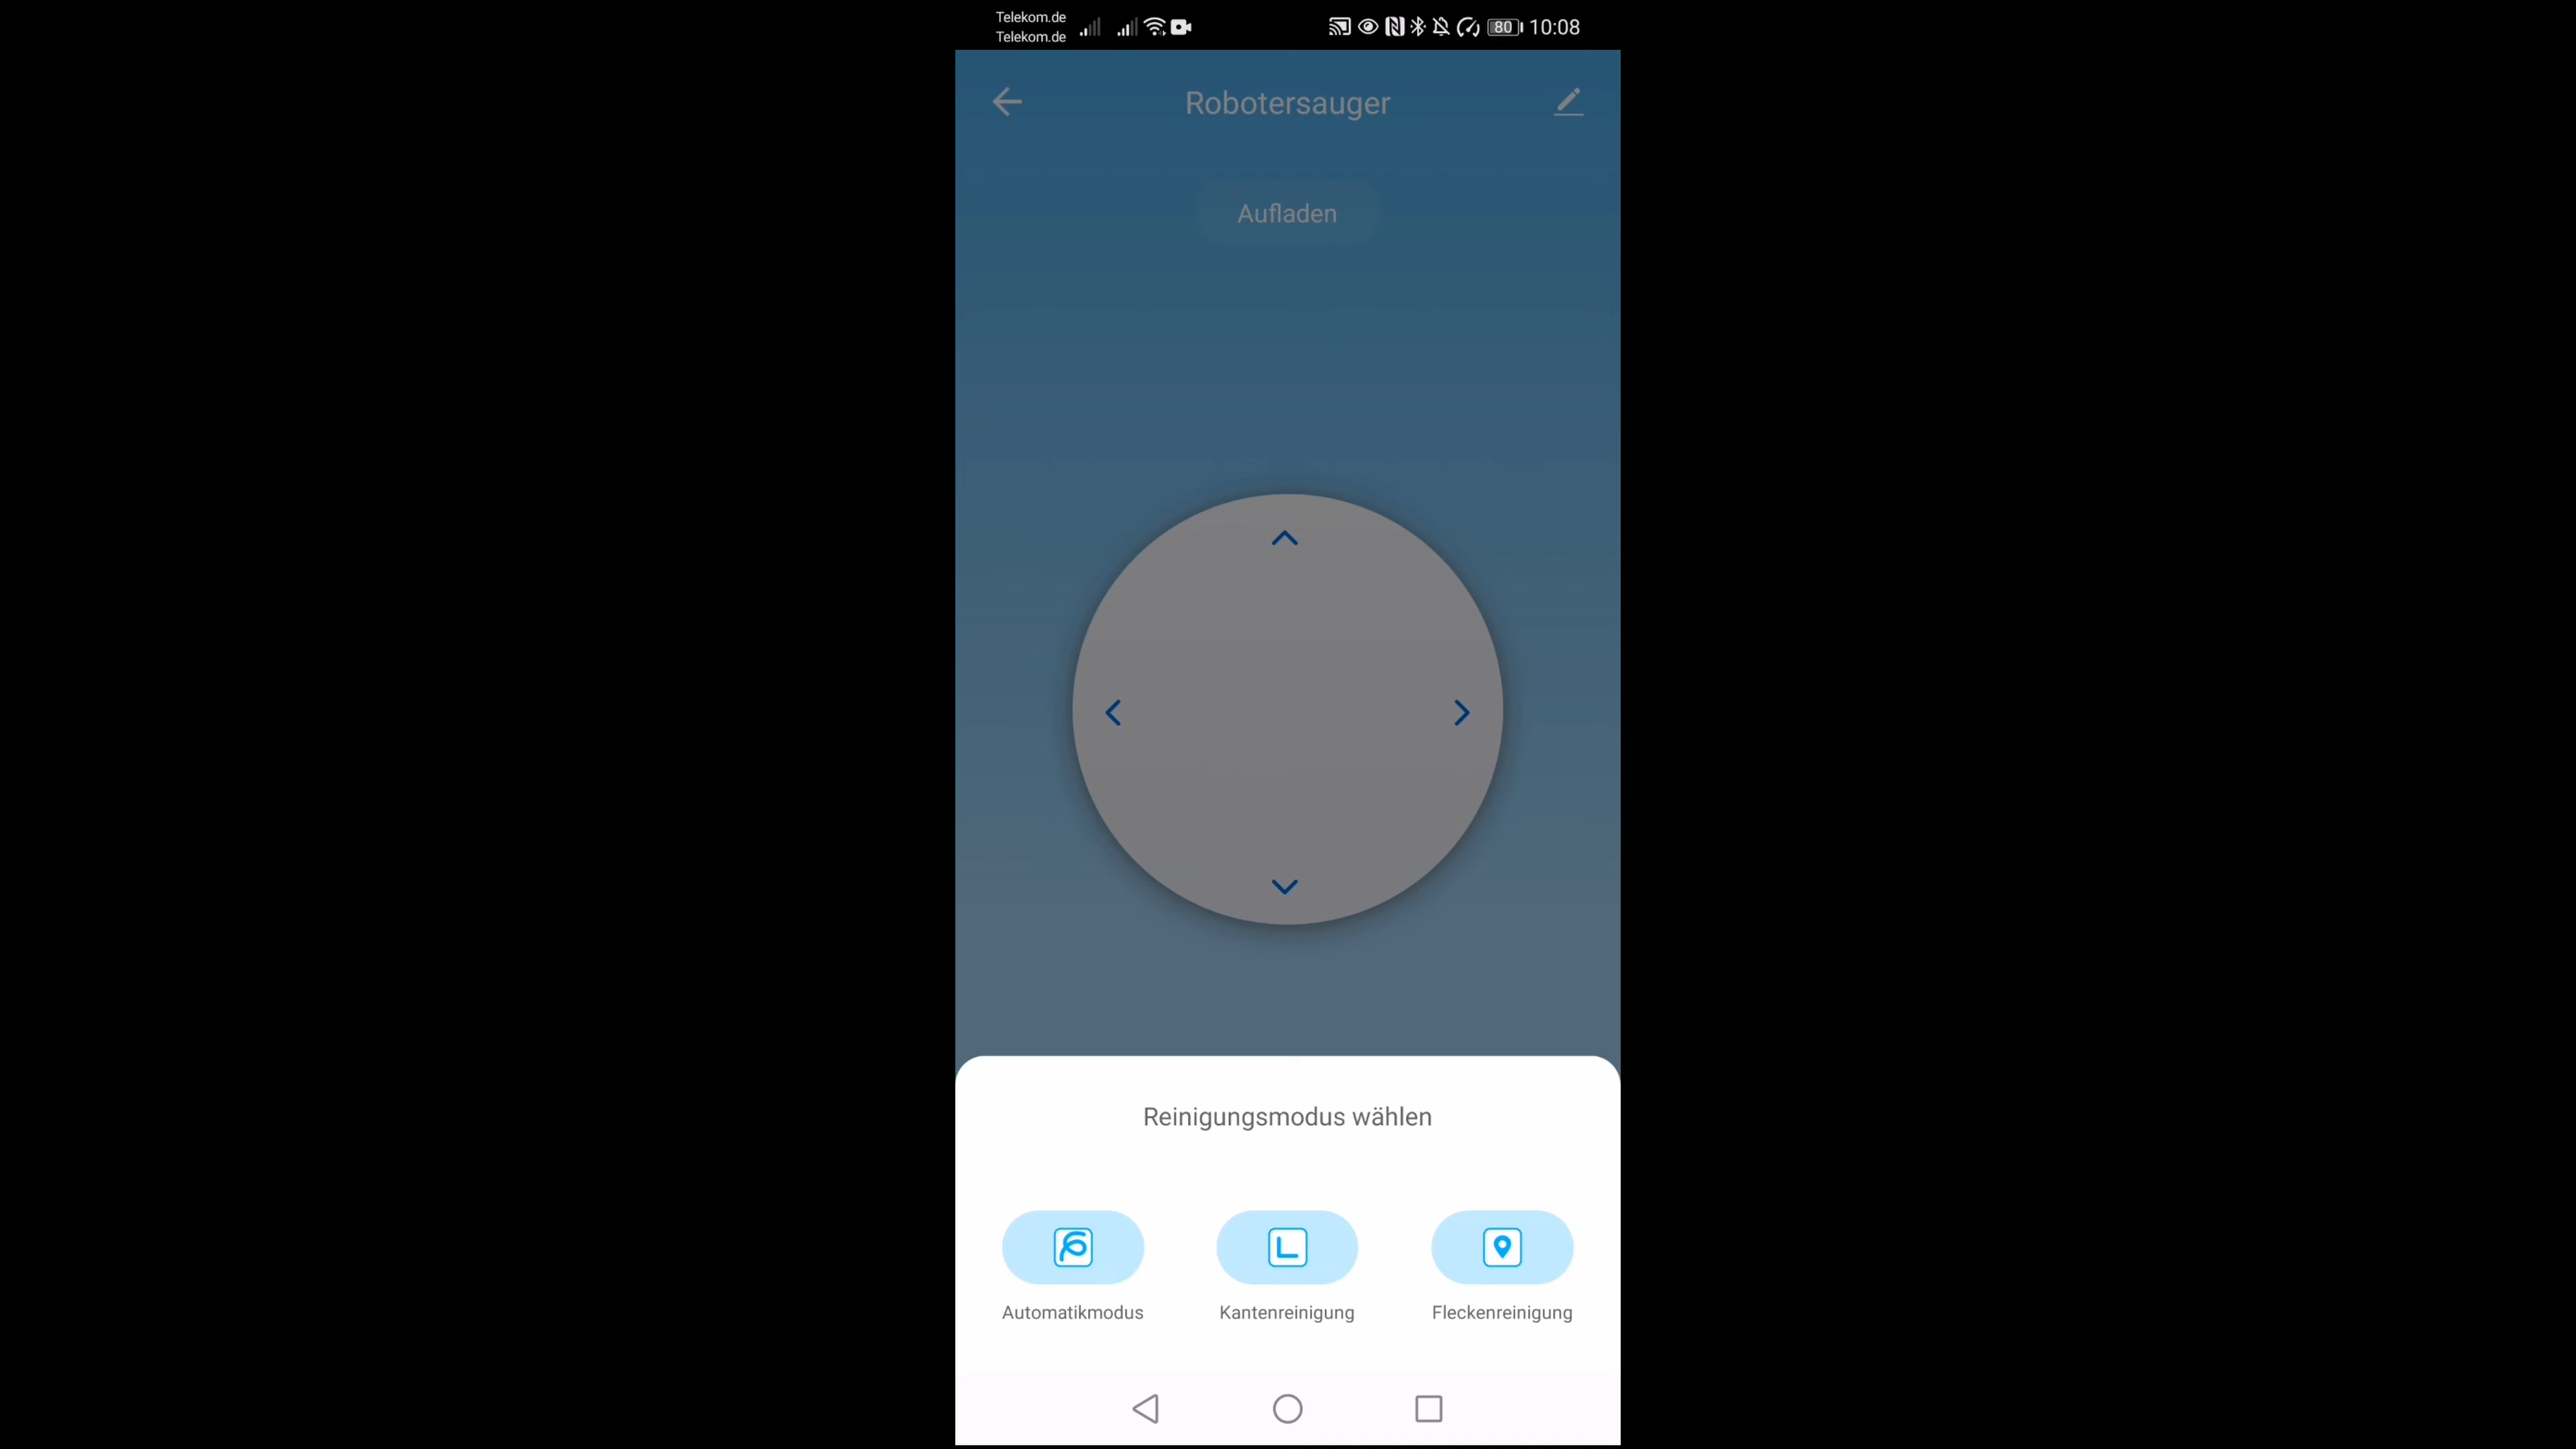 Telekom.de
Telekom.de
80 10:08
Robotersauger
Aufladen
Reinigungsmodus wählen
Automatikmodus Kantenreinigung Fleckenreinigung